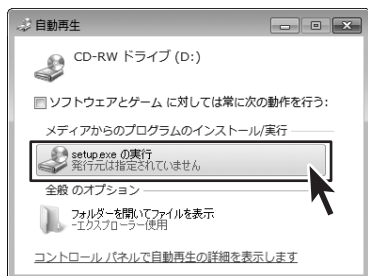 自動再生
CD-RW ドライブ (D:)
ソフトウェアとゲーム に対しては常に次の動作を行う:
メディアからのプログラムのインストール/実行
setup.exe の実行
発行元は指定されていません
全般 のオプション
フォルダーを開いてファイルを表示
-エクスプローラー使用
コントロール パネルで自動再生の詳細を表示します